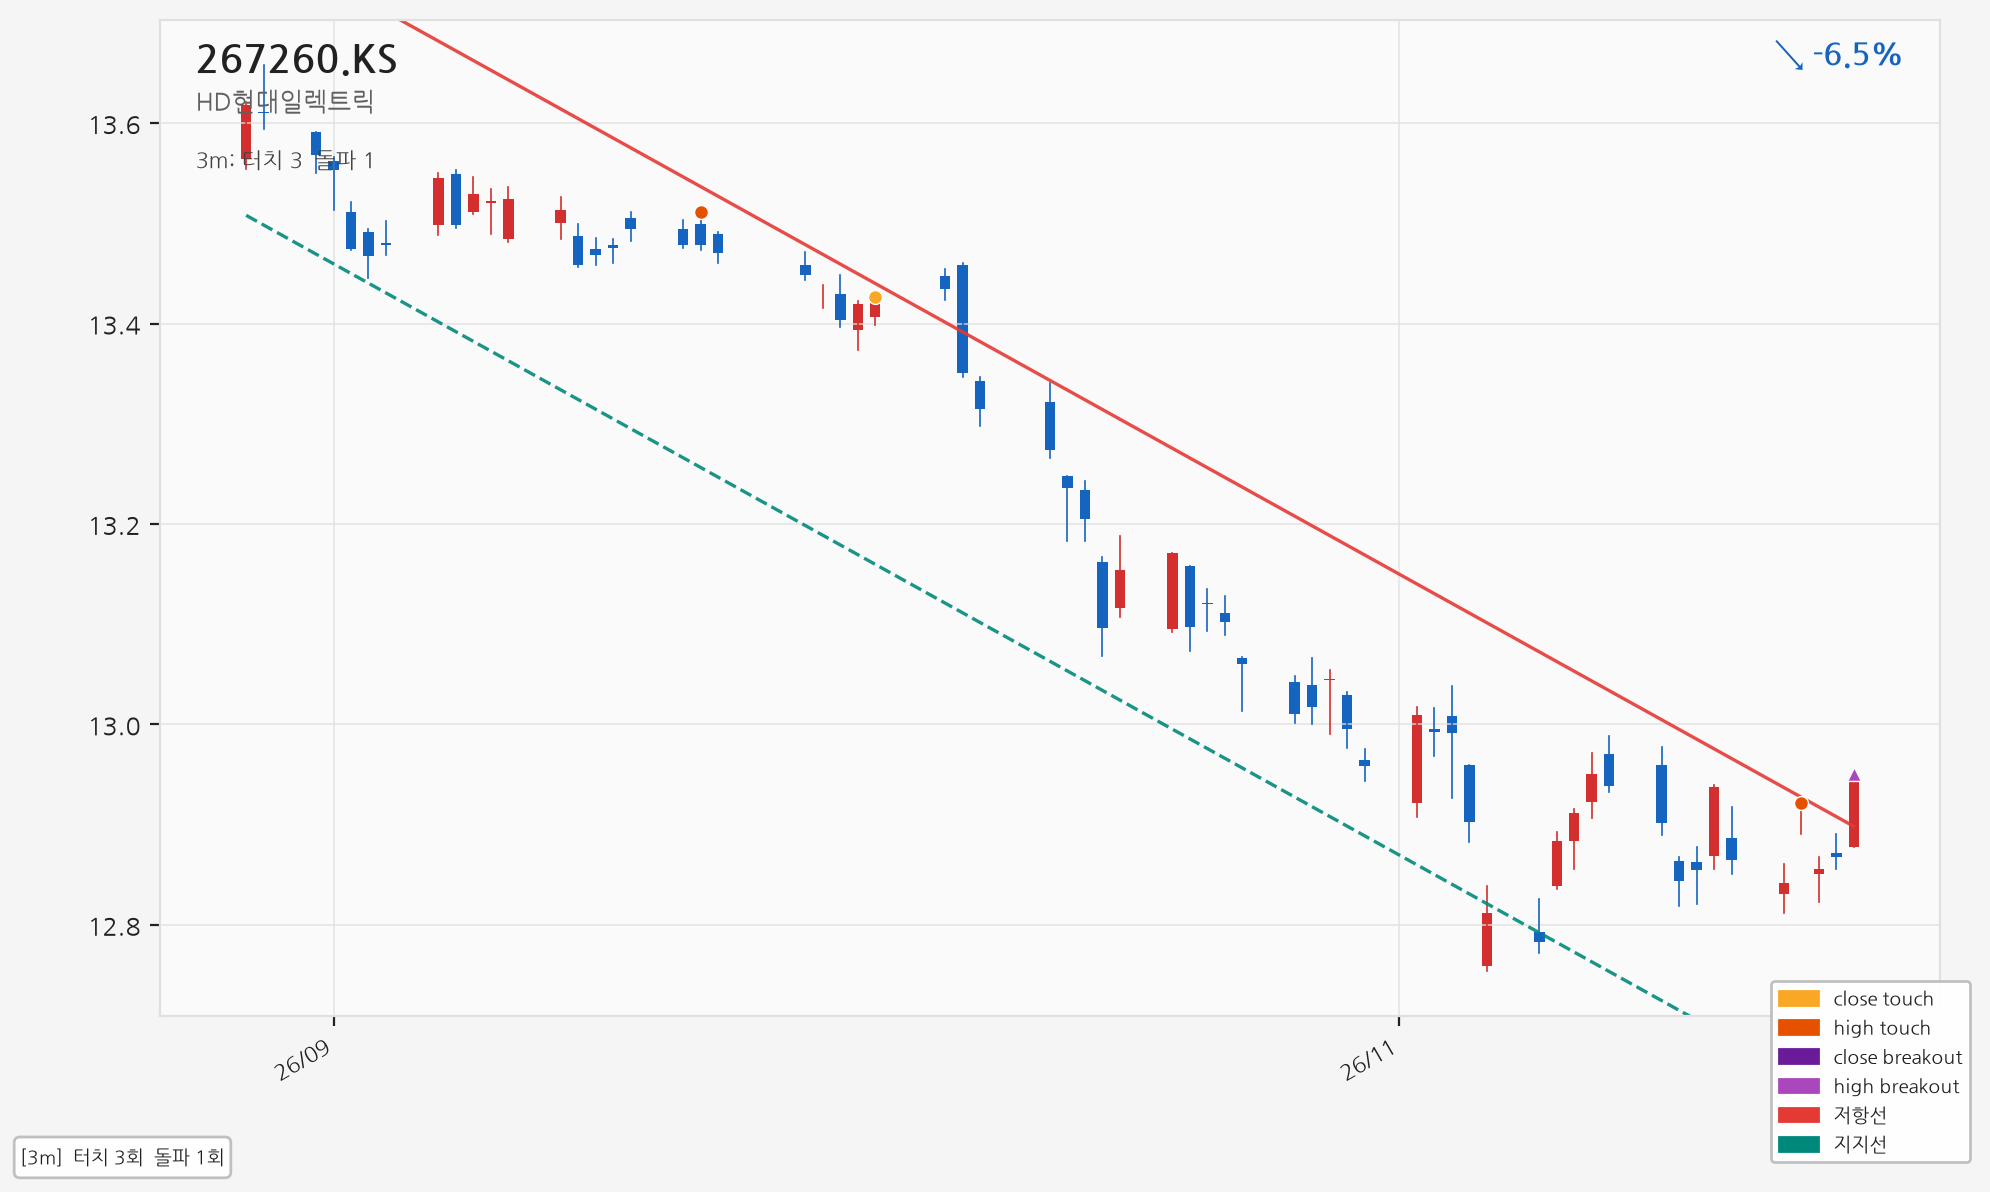 267260.KS
HD현대일렉트릭
3m: 터치 3 돌파 1
-6.5%
13.6
13.4
13.2
13.0
12.8
26/09
26/11
close touch
high touch
close breakout
high breakout
저항선
지지선
[3m] 터치 3회 돌파 1회